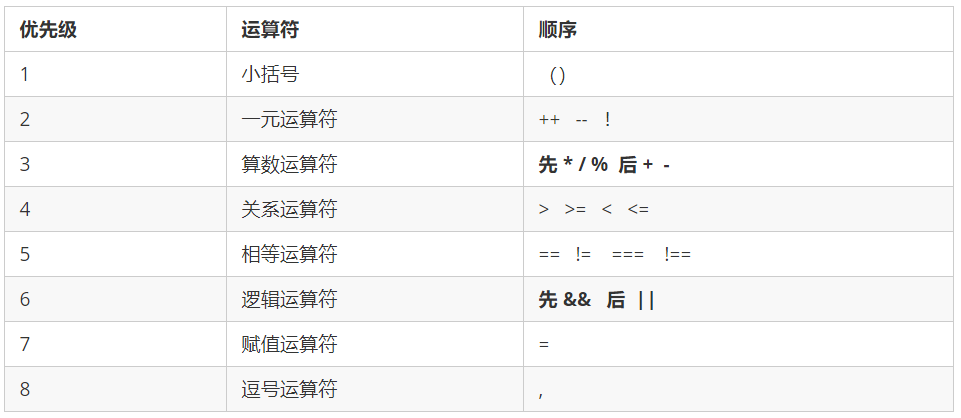 优先级 运算符 顺序
1 小括号 （）
2 一元运算符 ++ -- !
3 算数运算符 先 * / % 后 + -
4 关系运算符 > >= < <=
5 相等运算符 == != === !==
6 逻辑运算符 先 && 后 ||
7 赋值运算符 =
8 逗号运算符 ,